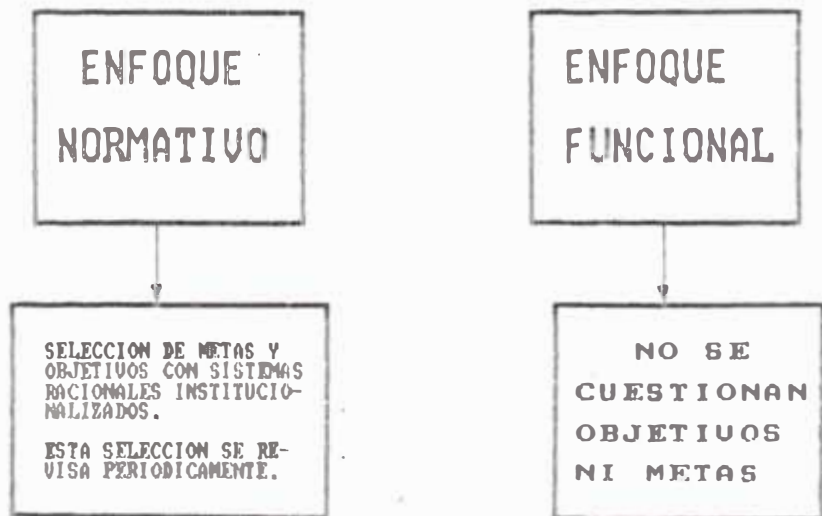 ENFOQUE
NORMATIVO
SELECCION DE METAS Y
OBJETIVOS CON SISTEMAS
RACIONALES INSTITUCIO-
NALIZADOS.
ESTA SELECCION SE RE-
VISA PERIODICAMENTE.
ENFOQUE
FUNCIONAL
NO SE
CUESTIONAN
OBJETIVOS
NI METAS